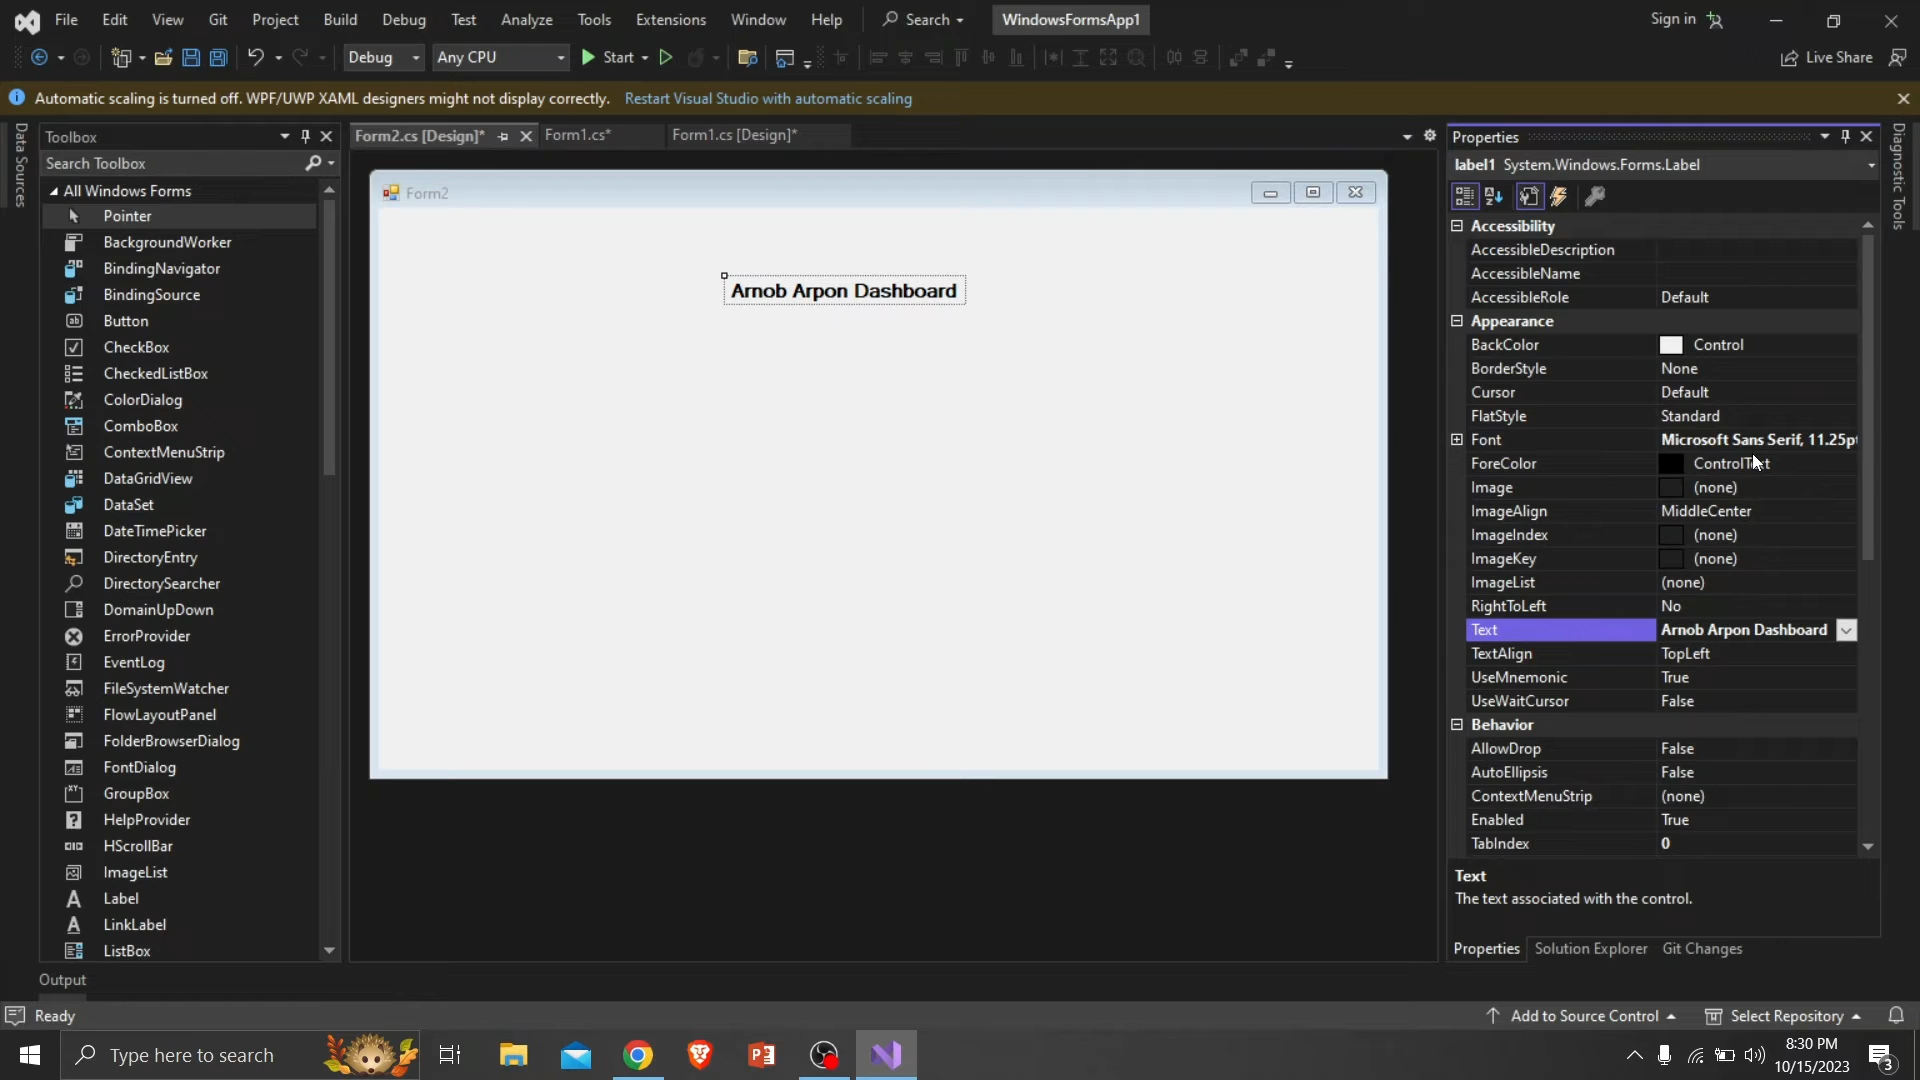 File Edit View Git Project Build Debug Test Analyze Tools Extensions Window Help Search WindowsFormsApp1 Sign in
Debug Any CPU Start Live Share
Automatic scaling is turned off. WPF/UWP XAML designers might not display correctly. Restart Visual Studio with automatic scaling
Data Sources
Toolbox
Search Toolbox
All Windows Forms
Pointer
BackgroundWorker
BindingNavigator
BindingSource
Button
CheckBox
CheckedListBox
ColorDialog
ComboBox
ContextMenuStrip
DataGridView
DataSet
DateTimePicker
DirectoryEntry
DirectorySearcher
DomainUpDown
ErrorProvider
EventLog
FileSystemWatcher
FlowLayoutPanel
FolderBrowserDialog
FontDialog
GroupBox
HelpProvider
HScrollBar
ImageList
Label
LinkLabel
ListBox
Form2.cs [Design]* Form1.cs* Form1.cs [Design]*
Form2
Arnob Arpon Dashboard
Properties
label1 System.Windows.Forms.Label
Accessibility
AccessibleDescription
AccessibleName
AccessibleRole Default
Appearance
BackColor Control
BorderStyle None
Cursor Default
FlatStyle Standard
Font Microsoft Sans Serif, 11.25pt
ForeColor ControlText
Image (none)
ImageAlign MiddleCenter
ImageIndex (none)
ImageKey (none)
ImageList (none)
RightToLeft No
Text Arnob Arpon Dashboard
TextAlign TopLeft
UseMnemonic True
UseWaitCursor False
Behavior
AllowDrop False
AutoEllipsis False
ContextMenuStrip (none)
Enabled True
TabIndex 0
Text
The text associated with the control.
Properties Solution Explorer Git Changes
Diagnostic Tools
Output
Ready Add to Source Control Select Repository
Type here to search
8:30 PM
10/15/2023
3